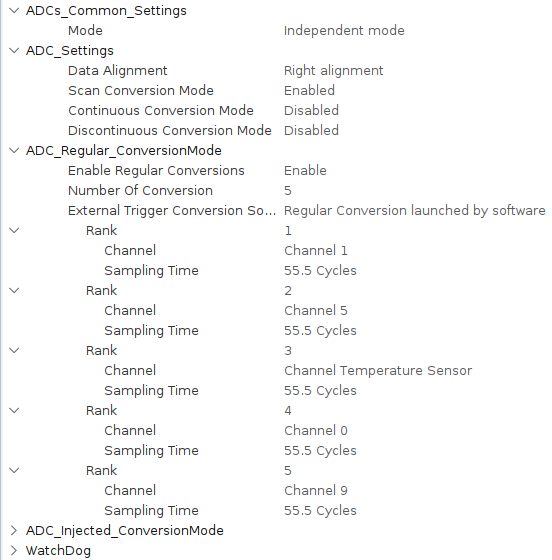 ADCs_Common_Settings
Mode Independent mode
ADC_Settings
Data Alignment Right alignment
Scan Conversion Mode Enabled
Continuous Conversion Mode Disabled
Discontinuous Conversion Mode Disabled
ADC_Regular_ConversionMode
Enable Regular Conversions Enable
Number Of Conversion 5
External Trigger Conversion So... Regular Conversion launched by software
Rank 1
Channel Channel 1
Sampling Time 55.5 Cycles
Rank 2
Channel Channel 5
Sampling Time 55.5 Cycles
Rank 3
Channel Channel Temperature Sensor
Sampling Time 55.5 Cycles
Rank 4
Channel Channel 0
Sampling Time 55.5 Cycles
Rank 5
Channel Channel 9
Sampling Time 55.5 Cycles
ADC_Injected_ConversionMode
WatchDog